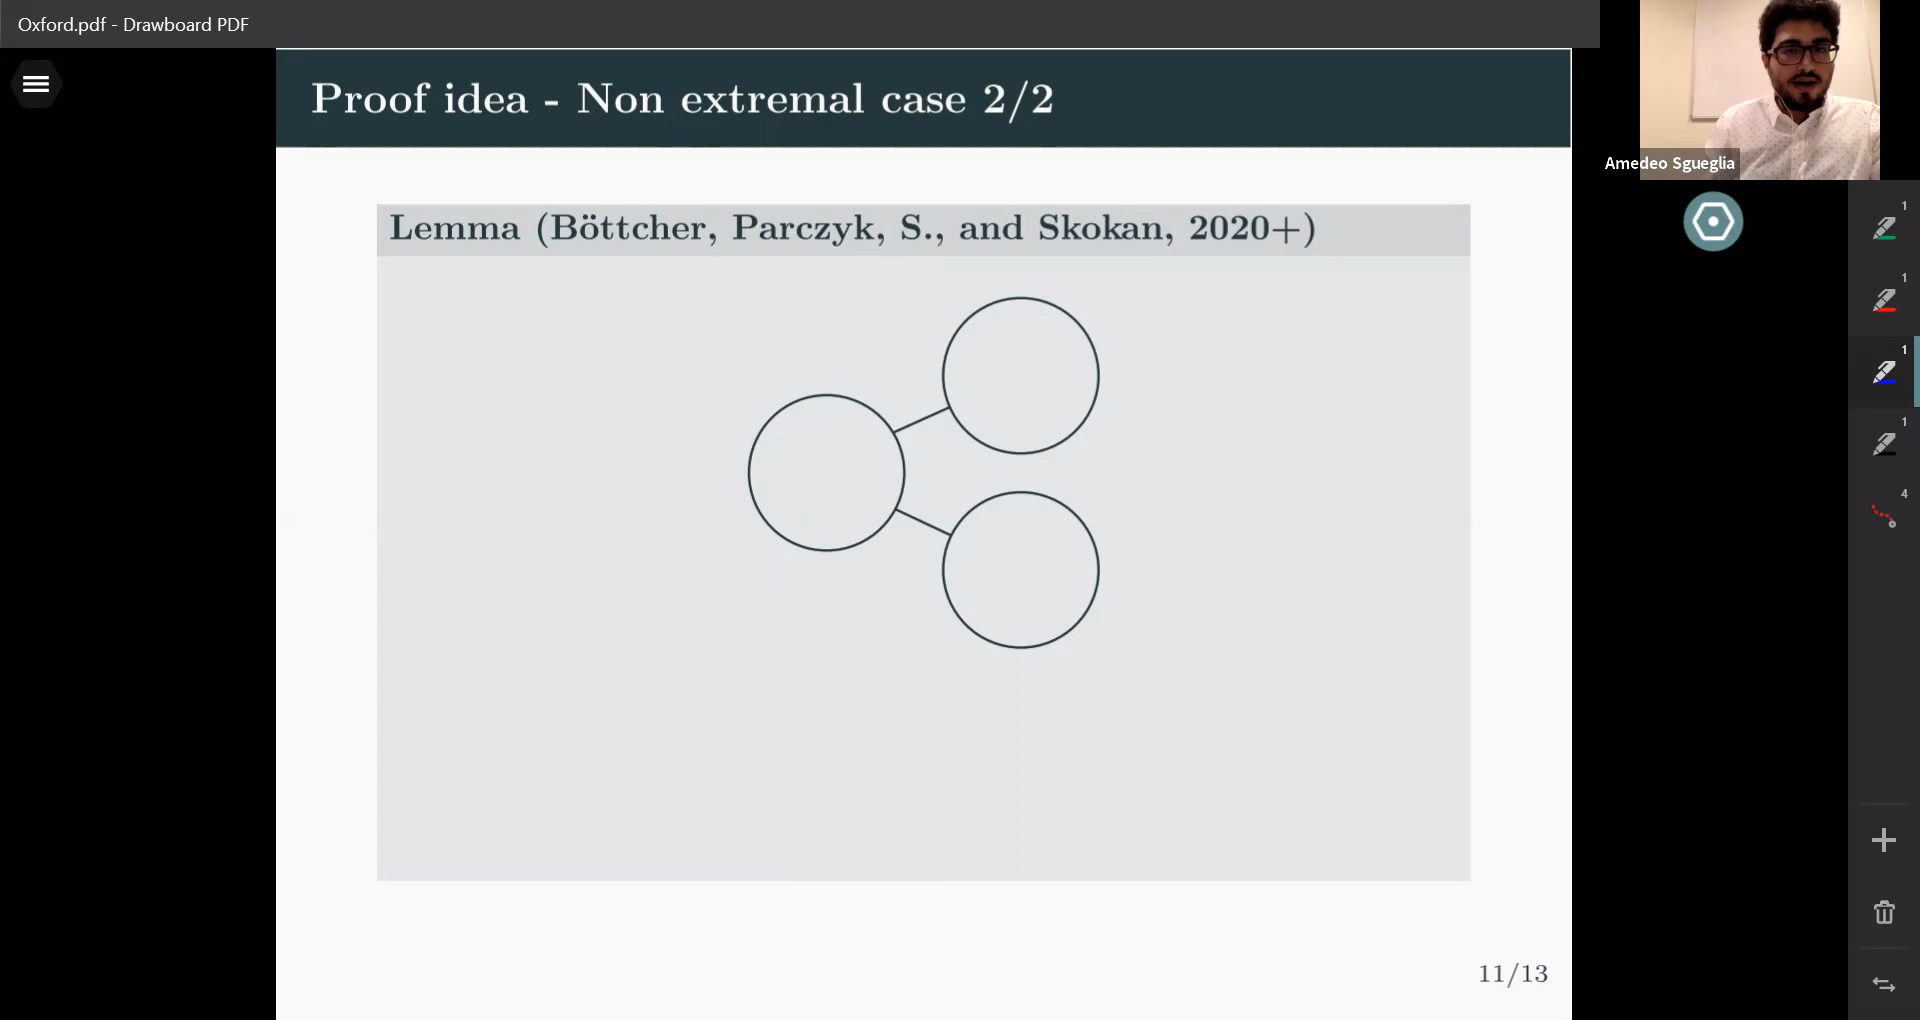 Oxford.pdf - Drawboard PDF
Proof idea - Non extremal case 2/2
Amedeo Sgueglia
Lemma (Böttcher, Parczyk, S., and Skokan, 2020+)
1
1
1
1
4
11/13